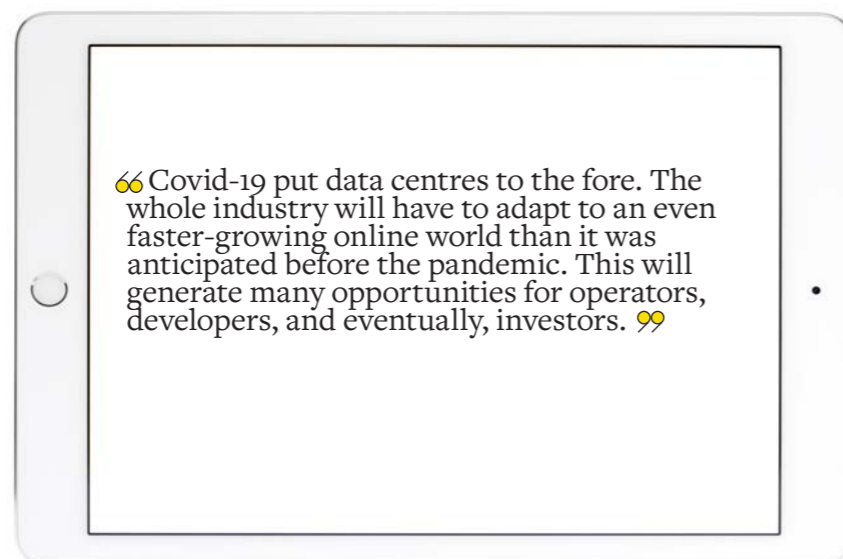 “Covid-19 put data centres to the fore. The
whole industry will have to adapt to an even
faster-growing online world than it was
anticipated before the pandemic. This will
generate many opportunities for operators,
developers, and eventually, investors.”